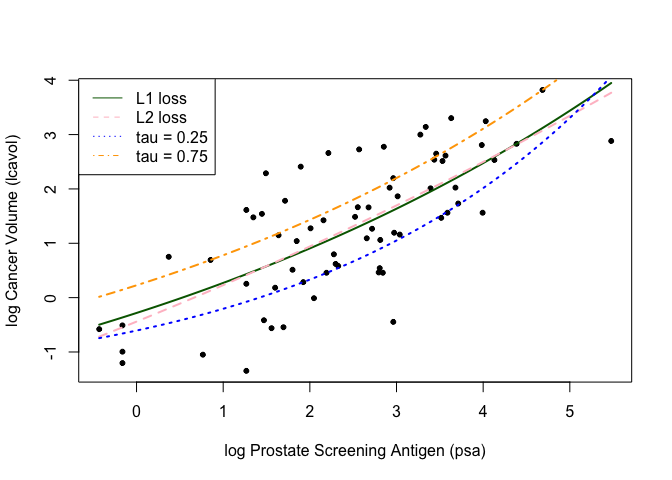 L1 loss
L2 loss
tau = 0.25
tau = 0.75
4
3
2
1
0
-1
log Cancer Volume (lcavol)
0 1 2 3 4 5
log Prostate Screening Antigen (psa)